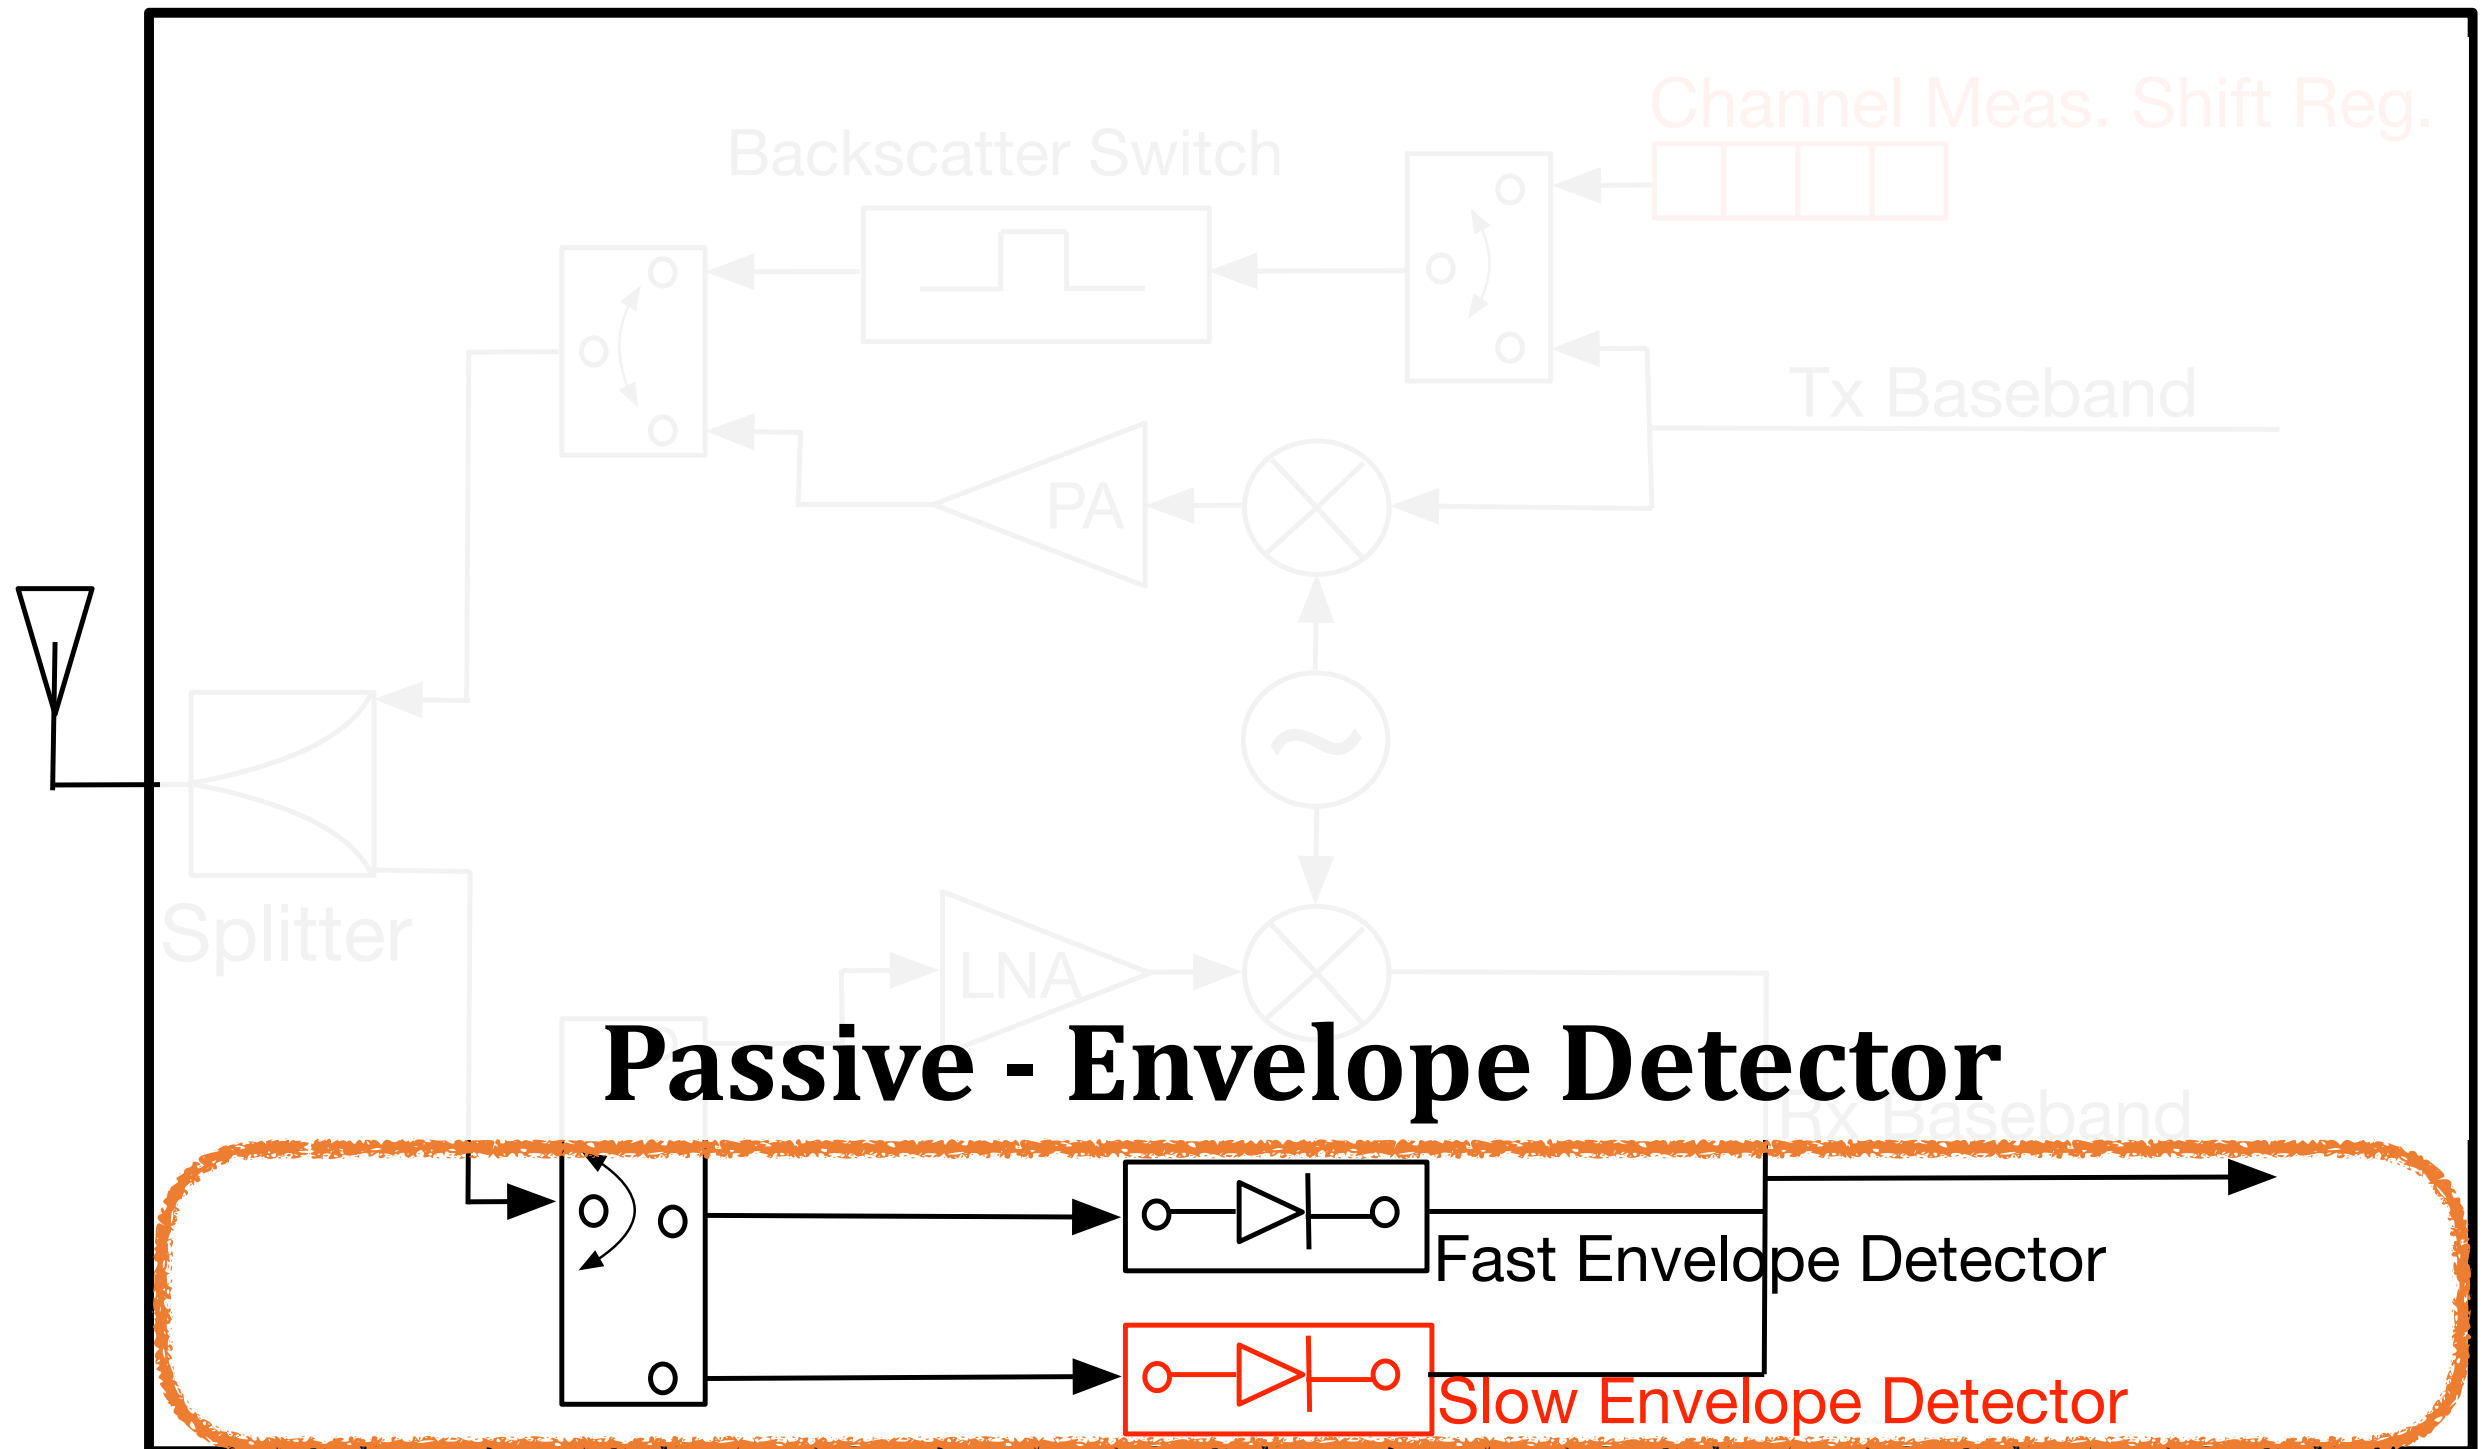 Channel Meas. Shift Reg.
Backscatter Switch
Tx Baseband
PA
Splitter
LNA
Passive - Envelope Detector
Rx Baseband
Fast Envelope Detector
Slow Envelope Detector